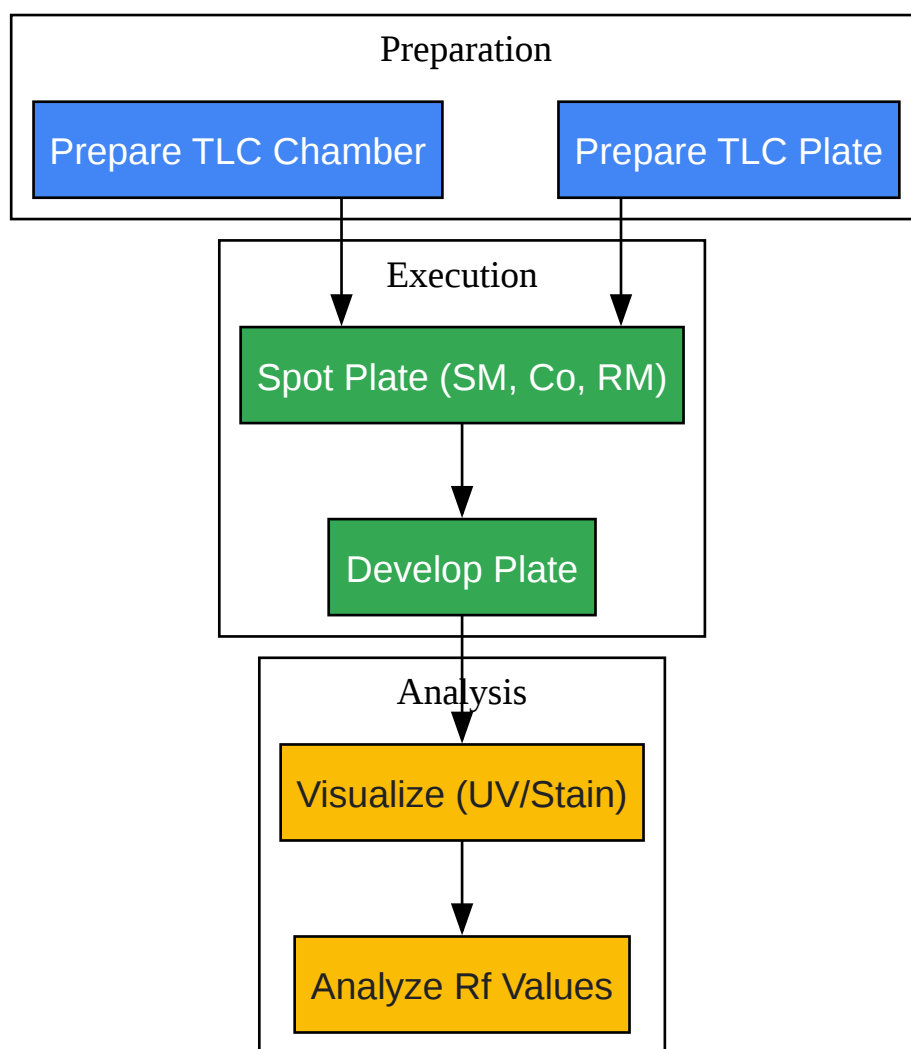 Preparation
Prepare TLC Chamber
Prepare TLC Plate
Execution
Spot Plate (SM, Co, RM)
Develop Plate
Analysis
Visualize (UV/Stain)
Analyze Rf Values